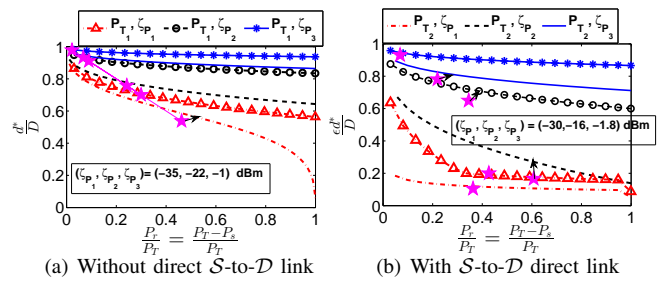 P_{T_1}, ζ_{P_1} P_{T_1}, ζ_{P_2} P_{T_1}, ζ_{P_3}
P_{T_2}, ζ_{P_1} P_{T_2}, ζ_{P_2} P_{T_2}, ζ_{P_3}
1
0.8
0.6
0.4
0.2
0
d*/D
(ζ_{P_1}, ζ_{P_2}, ζ_{P_3})= (−35, −22, −1) dBm
0 0.2 0.4 0.6 0.8 1
P_r/P_T = P_T−P_s/P_T
(a) Without direct S-to-D link
1
0.8
0.6
0.4
0.2
0
εd*/D
(ζ_{P_1}, ζ_{P_2}, ζ_{P_3}) = (−30,−16, −1.8) dBm
0 0.2 0.4 0.6 0.8 1
P_r/P_T = P_T−P_s/P_T
(b) With S-to-D direct link